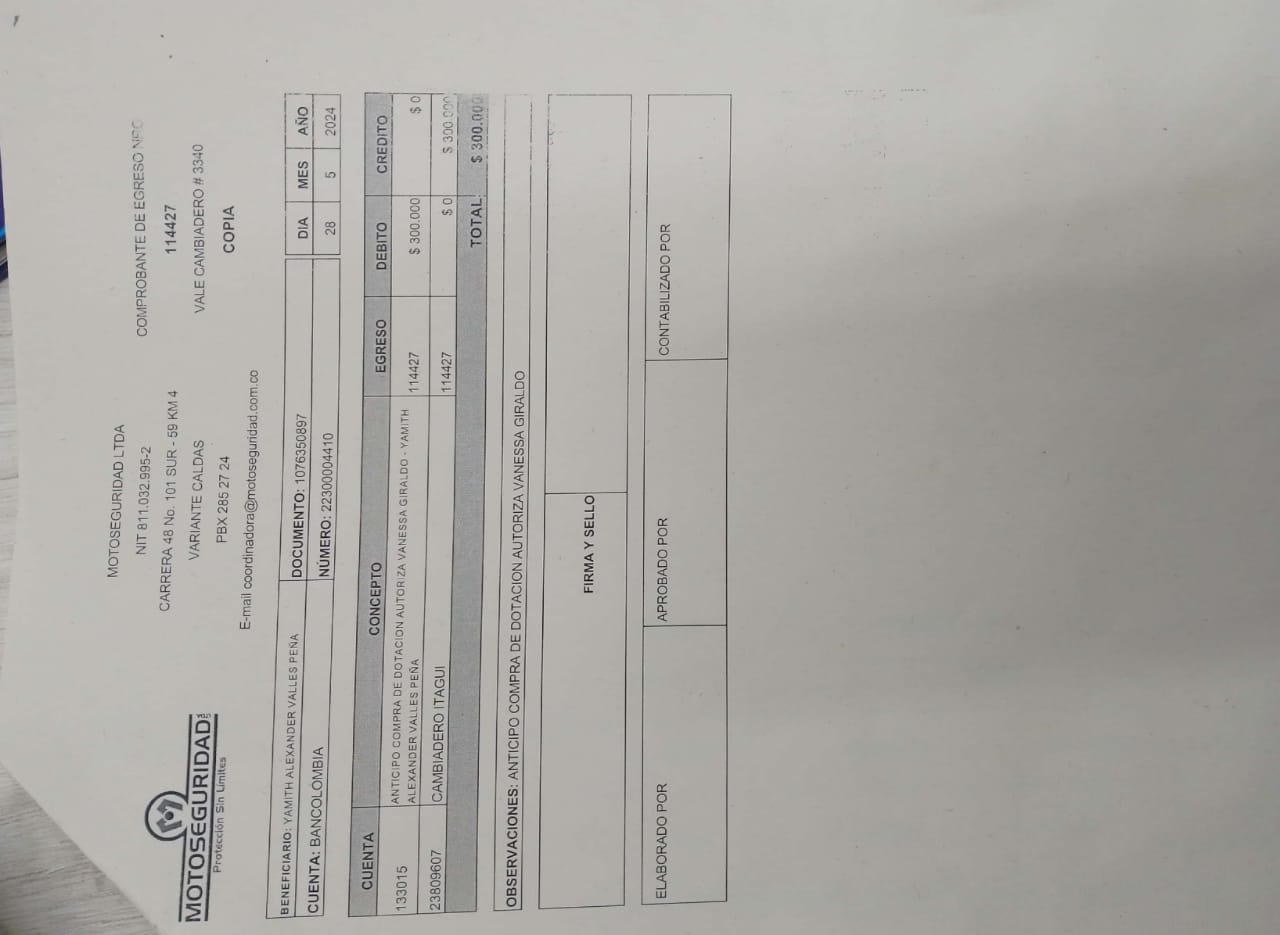 MOTOSEGURIDAD
Protección Sin Límites
MOTOSEGURIDAD LTDA
NIT 811.032.995-2
CARRERA 48 No. 101 SUR - 59 KM 4
VARIANTE CALDAS
PBX 285 27 24
E-mail coordinadora@motoseguridad.com.co
COMPROBANTE DE EGRESO NRO
114427
VALE CAMBIADERO # 3340
COPIA
BENEFICIARIO: YAMITH ALEXANDER VALLES PEÑA DOCUMENTO: 1076350897 DIA MES AÑO
CUENTA: BANCOLOMBIA NÚMERO: 22300004410 28 5 2024
CUENTA CONCEPTO EGRESO DEBITO CREDITO
133015 ANTICIPO COMPRA DE DOTACION AUTORIZA VANESSA GIRALDO - YAMITH
ALEXANDER VALLES PEÑA 114427 $ 300.000 $ 0
23809607 CAMBIADERO ITAGUI 114427 $ 0 $ 300.000
TOTAL: $ 300.000
OBSERVACIONES: ANTICIPO COMPRA DE DOTACION AUTORIZA VANESSA GIRALDO
FIRMA Y SELLO
ELABORADO POR APROBADO POR CONTABILIZADO POR